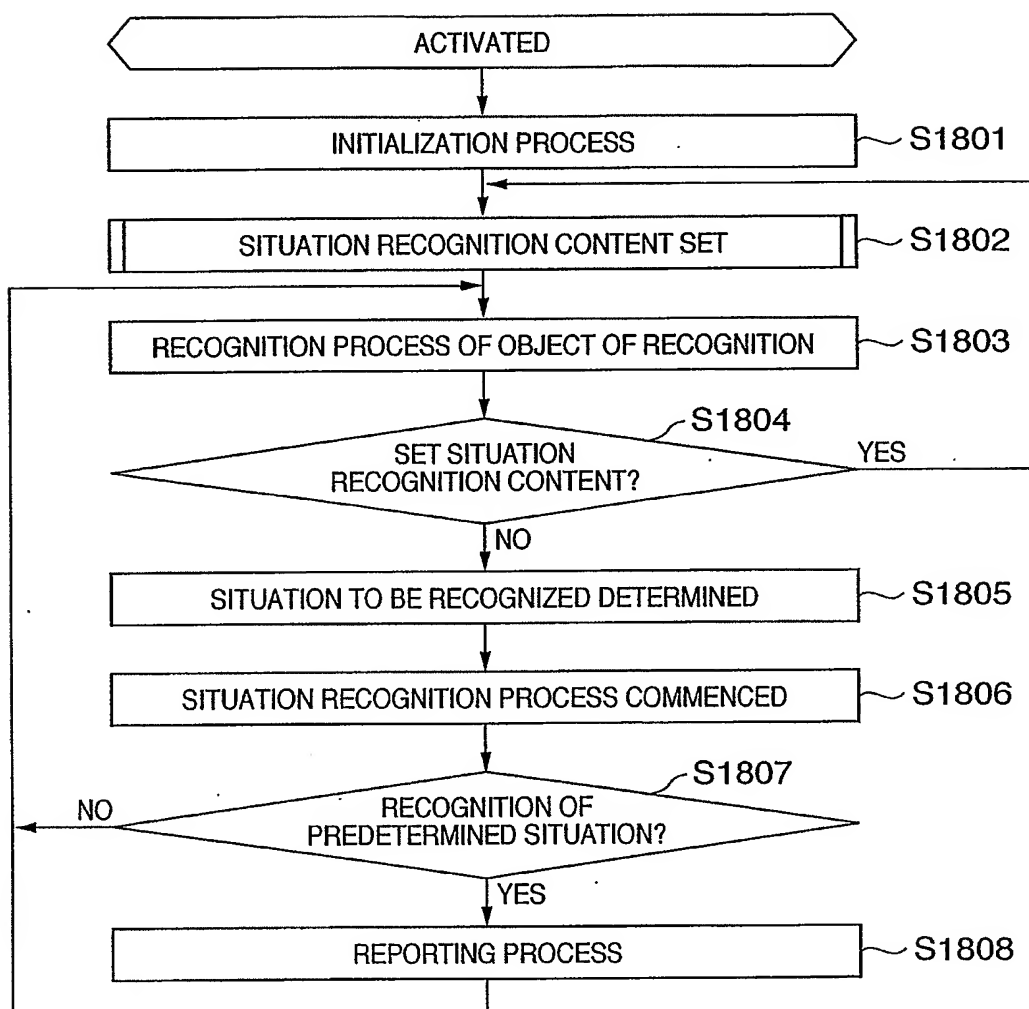 ACTIVATED
INITIALIZATION PROCESS
S1801
SITUATION RECOGNITION CONTENT SET
S1802
RECOGNITION PROCESS OF OBJECT OF RECOGNITION
S1803
S1804
SET SITUATION
RECOGNITION CONTENT?
YES
NO
SITUATION TO BE RECOGNIZED DETERMINED
S1805
SITUATION RECOGNITION PROCESS COMMENCED
S1806
S1807
RECOGNITION OF
PREDETERMINED SITUATION?
NO
YES
REPORTING PROCESS
S1808